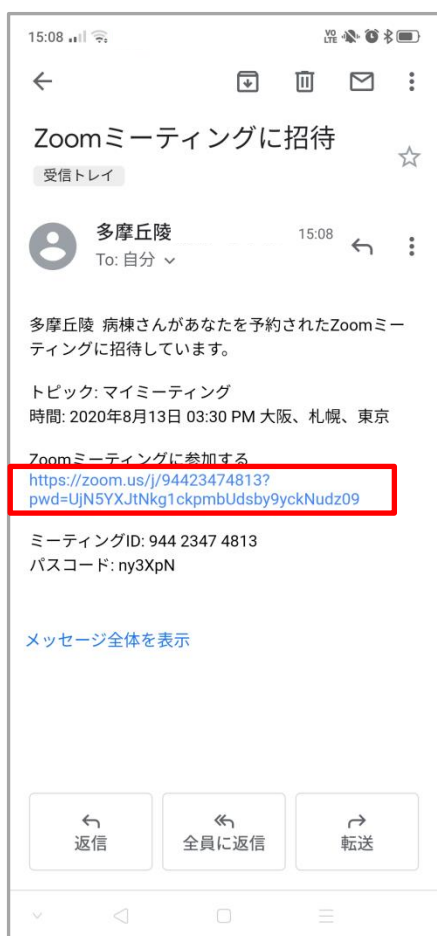 15:08
VO LTE
Zoomミーティングに招待
受信トレイ
多摩丘陵
15:08
To: 自分
多摩丘陵 病棟さんがあなたを予約されたZoomミー
ティングに招待しています。
トピック: マイミーティング
時間: 2020年8月13日 03:30 PM 大阪、札幌、東京
Zoomミーティングに参加する
https://zoom.us/j/94423474813?
pwd=UjN5YXJtNkg1ckpmbUdsby9yckNudz09
ミーティングID: 944 2347 4813
パスコード: ny3XpN
メッセージ全体を表示
返信
全員に返信
転送